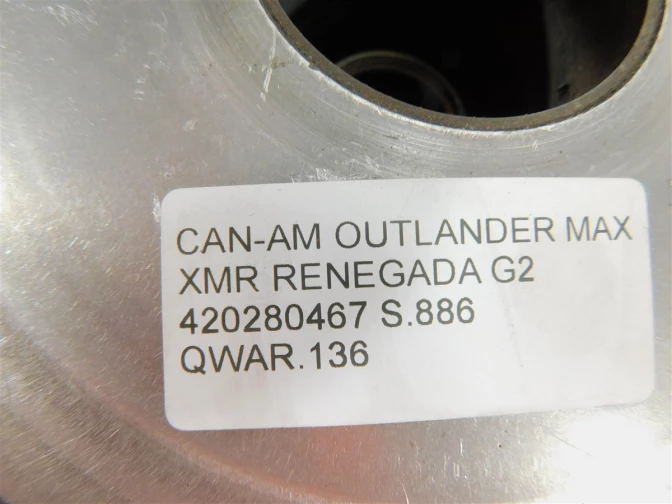 CAN-AM OUTLANDER MAX
XMR RENEGADA G2
420280467 S.886
QWAR.136